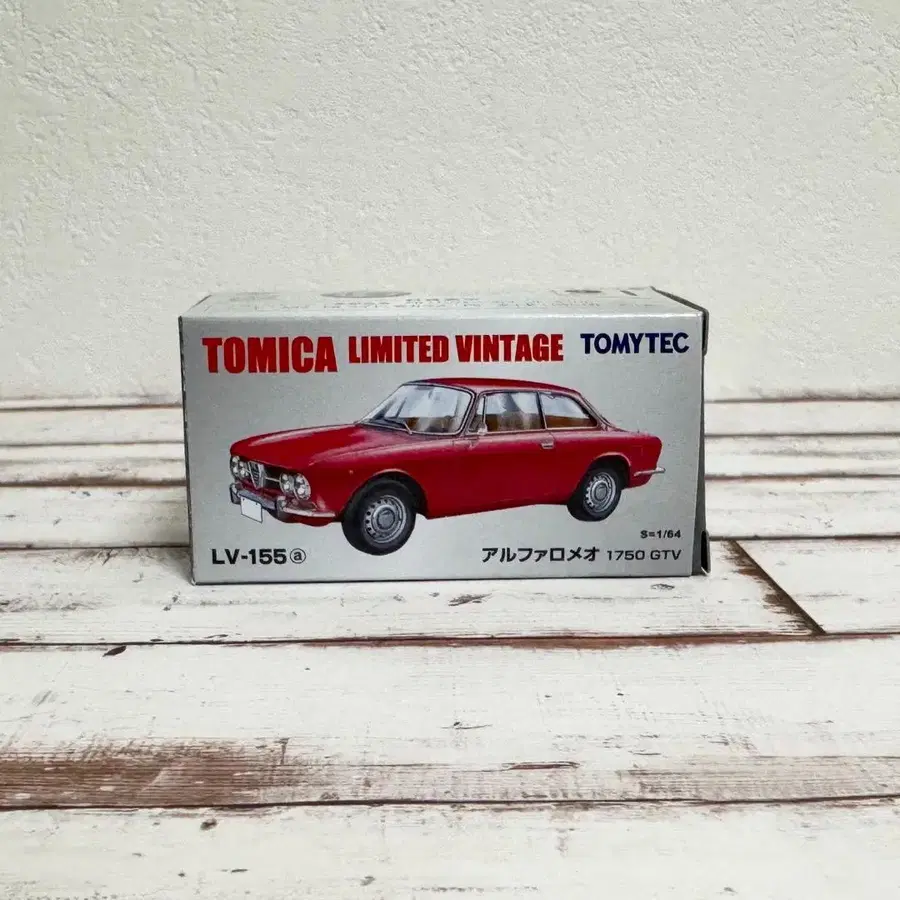 TOMICA LIMITED VINTAGE TOMYTEC
S=1/64
LV-155ⓐ アルファロメオ 1750 GTV